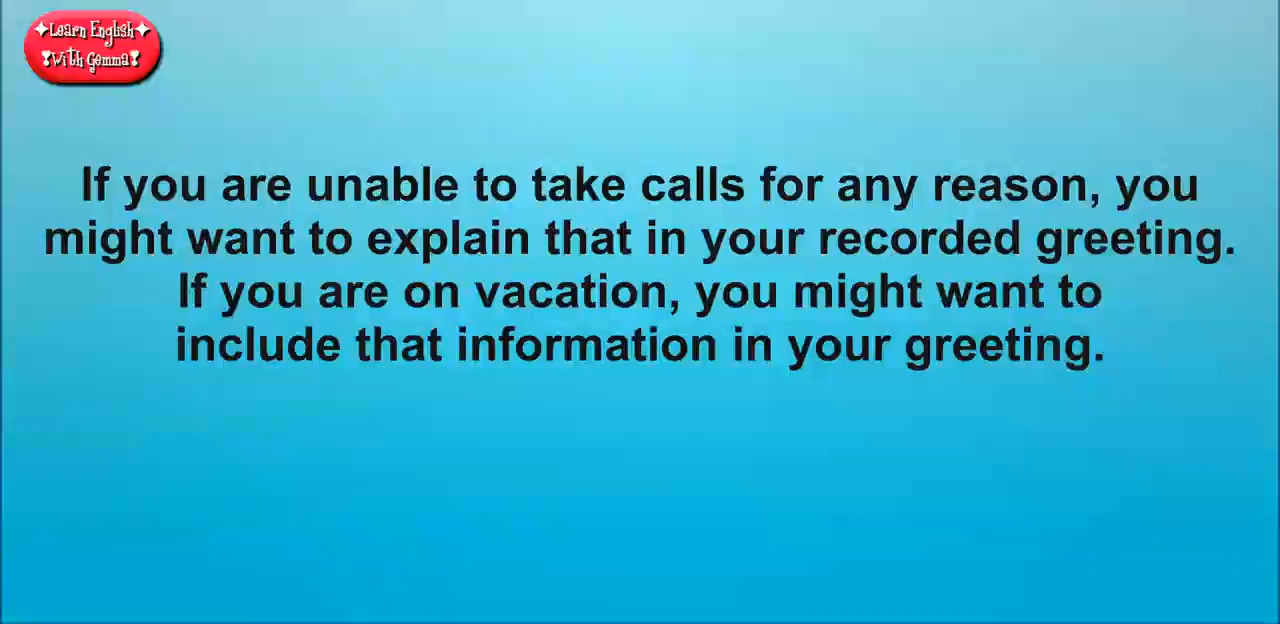 ✦Learn English✦
❣With Gemma❣
If you are unable to take calls for any reason, you
might want to explain that in your recorded greeting.
If you are on vacation, you might want to
include that information in your greeting.